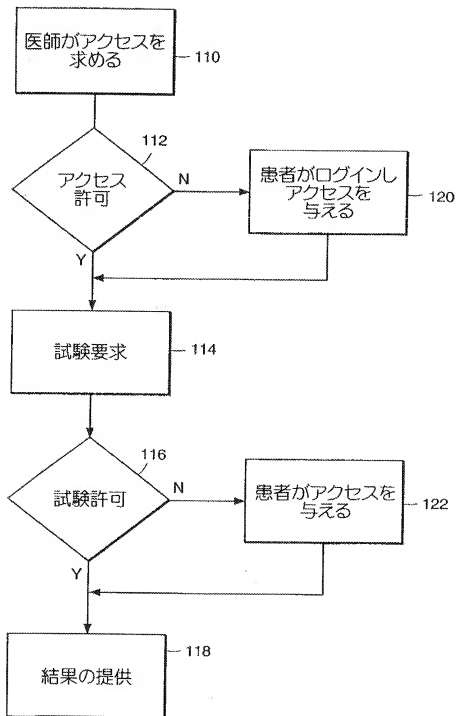 医師がアクセスを
求める
110
112
アクセス
許可
N
患者がログインし
アクセスを
与える
120
Y
試験要求
114
116
試験許可
N
患者がアクセスを
与える
122
Y
118
結果の提供